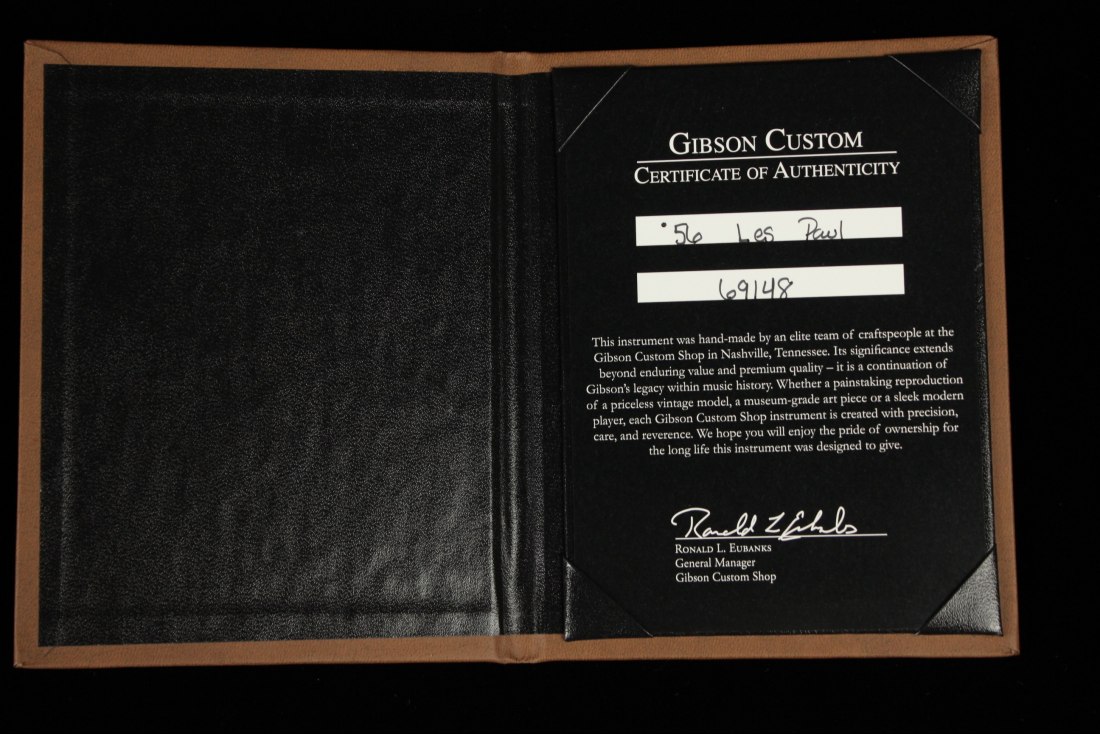 GIBSON CUSTOM
CERTIFICATE OF AUTHENTICITY
'56 Les Paul
69148
This instrument was hand-made by an elite team of craftspeople at the
Gibson Custom Shop in Nashville, Tennessee. Its significance extends
beyond enduring value and premium quality – it is a continuation of
Gibson's legacy within music history. Whether a painstaking reproduction
of a priceless vintage model, a museum-grade art piece or a sleek modern
player, each Gibson Custom Shop instrument is created with precision,
care, and reverence. We hope you will enjoy the pride of ownership for
the long life this instrument was designed to give.
Ronald L Eubanks
RONALD L. EUBANKS
General Manager
Gibson Custom Shop